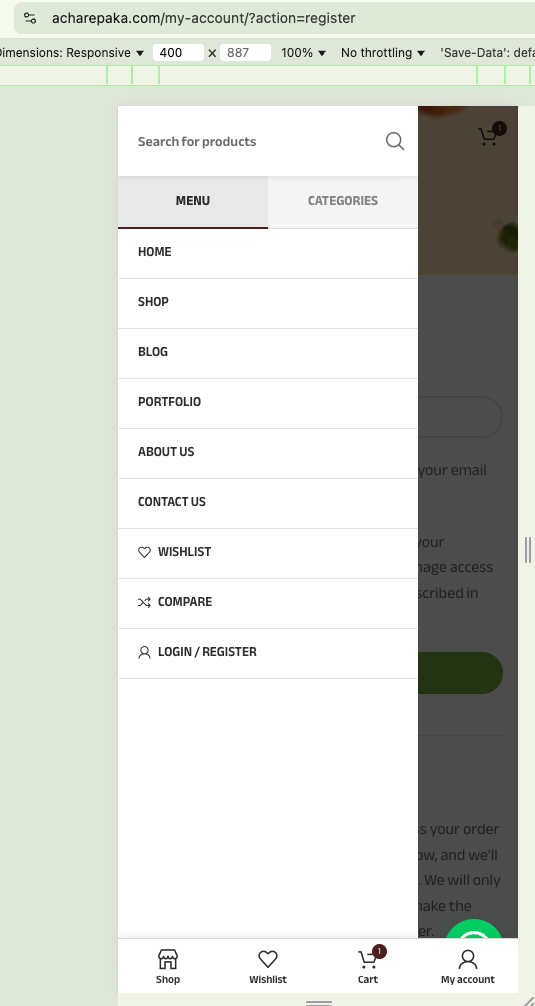 acharepaka.com/my-account/?action=register
Dimensions: Responsive 400 × 887 100% No throttling 'Save-Data': defa
Search for products
1
MENU CATEGORIES
HOME
SHOP
BLOG
PORTFOLIO
your email
ABOUT US
CONTACT US
your
WISHLIST
nage access
scribed in
COMPARE
LOGIN / REGISTER
s your order
ow, and we'll
. We will only
make the
er.
1
Shop Wishlist Cart My account